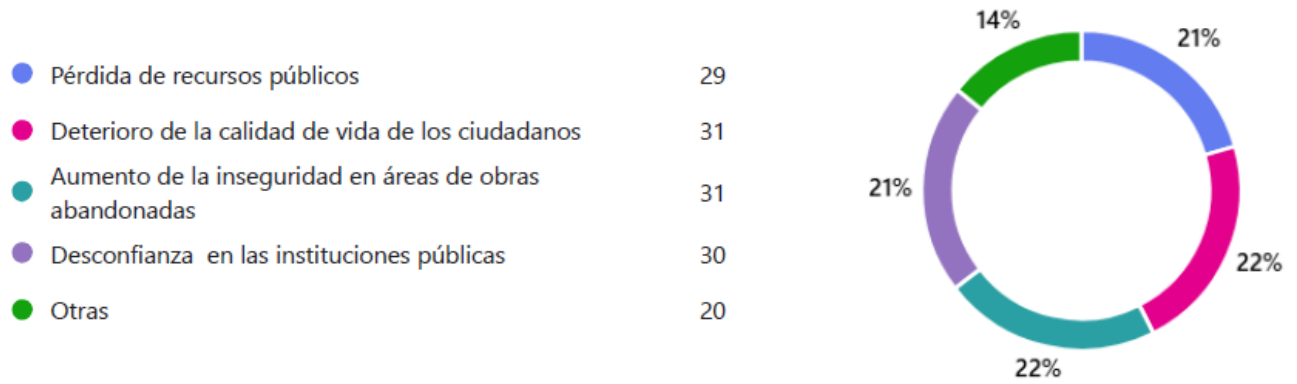 Pérdida de recursos públicos 29
Deterioro de la calidad de vida de los ciudadanos 31
Aumento de la inseguridad en áreas de obras
abandonadas 31
Desconfianza  en las instituciones públicas 30
Otras 20
14%
21%
21%
22%
22%